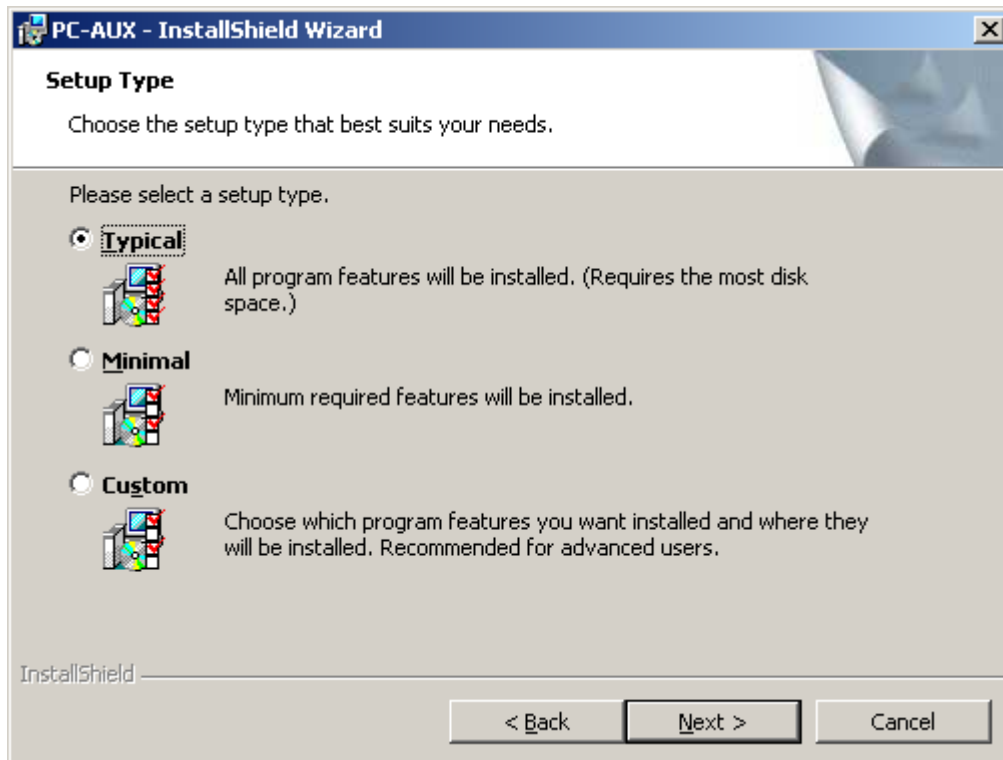 PC-AUX - InstallShield Wizard
Setup Type
Choose the setup type that best suits your needs.
Please select a setup type.
Typical
All program features will be installed. (Requires the most disk
space.)
Minimal
Minimum required features will be installed.
Custom
Choose which program features you want installed and where they
will be installed. Recommended for advanced users.
InstallShield
< Back
Next >
Cancel